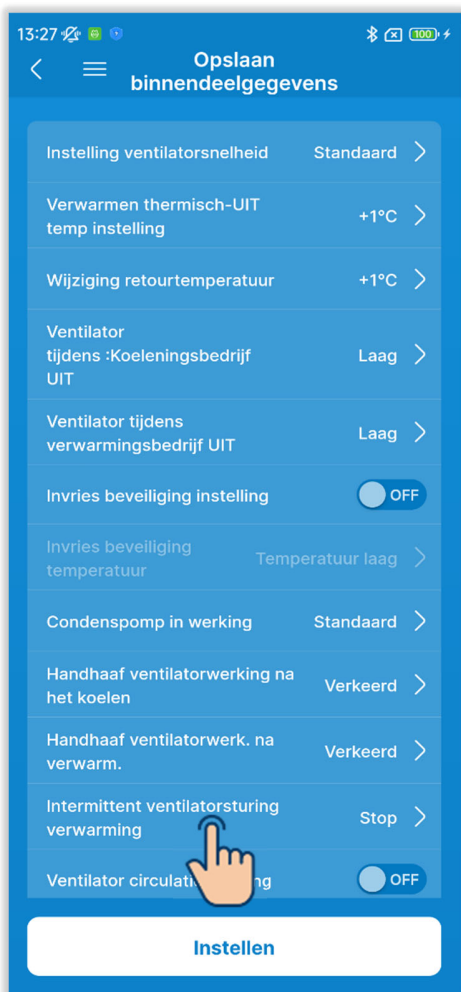 13:27 100
Opslaan
binnendeelgegevens
Instelling ventilatorsnelheid Standaard
Verwarmen thermisch-UIT
temp instelling +1°C
Wijziging retourtemperatuur +1°C
Ventilator
tijdens :Koeleningsbedrijf
UIT Laag
Ventilator tijdens
verwarmingsbedrijf UIT Laag
Invries beveiliging instelling OFF
Invries beveiliging
temperatuur Temperatuur laag
Condenspomp in werking Standaard
Handhaaf ventilatorwerking na
het koelen Verkeerd
Handhaaf ventilatorwerk. na
verwarm. Verkeerd
Intermittent ventilatorsturing
verwarming Stop
Ventilator OFF
Instellen